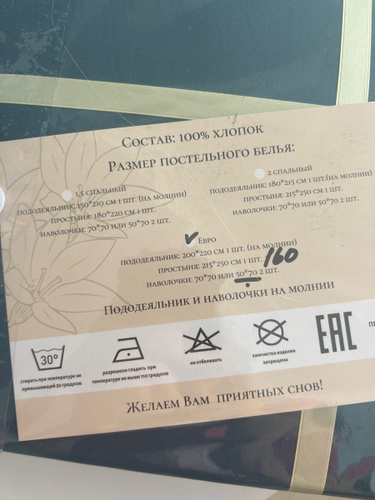 Состав: 100% хлопок
Размер постельного белья:
1,5 спальный
пододеяльник: 150*210 см 1 шт.(на молнии)
простыня: 180*220 см 1 шт.
наволочки: 70*70 или 50*70 2 шт.
2 спальный
пододеяльник: 180*215 см 1 шт.(на молнии)
простыня: 215*250 см 1 шт.
наволочки: 70*70 или 50*70 2 шт.
✓ Евро
пододеяльник: 200*220 см 1 шт. (на молнии)
простыня: 215*250 см 1 шт. 160
наволочки: 70*70 или 50*70 2 шт.
Пододеяльник и наволочки на молнии
30°
стирать при температуре не превышающей 30 градусов
разрешено гладить при температуре не выше 110 градусов
не отбеливать
химчистка изделия запрещена
ЕАС
Желаем Вам приятных снов!